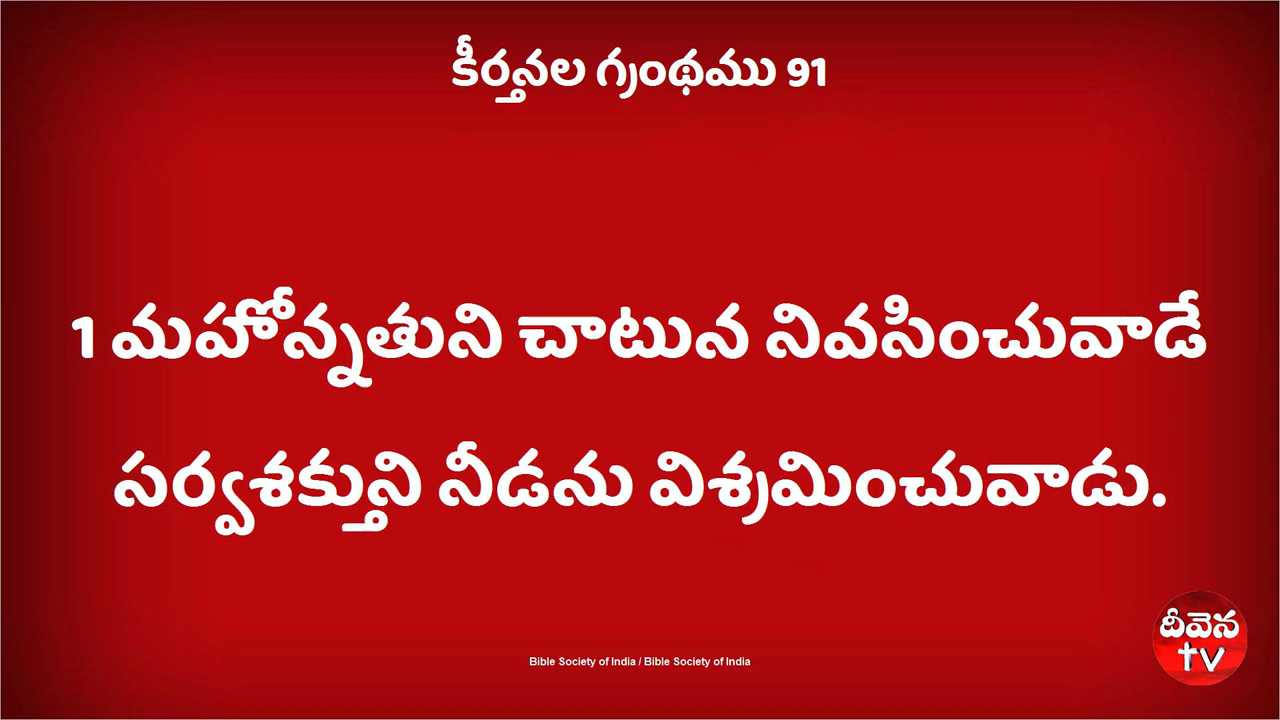 కీర్తనల గ్రంథము 91
1 మహోన్నతుని చాటున నివసించువాడే
సర్వశక్తుని నీడను విశ్రమించువాడు.
Bible Society of India / Bible Society of India
దీవెన
tv